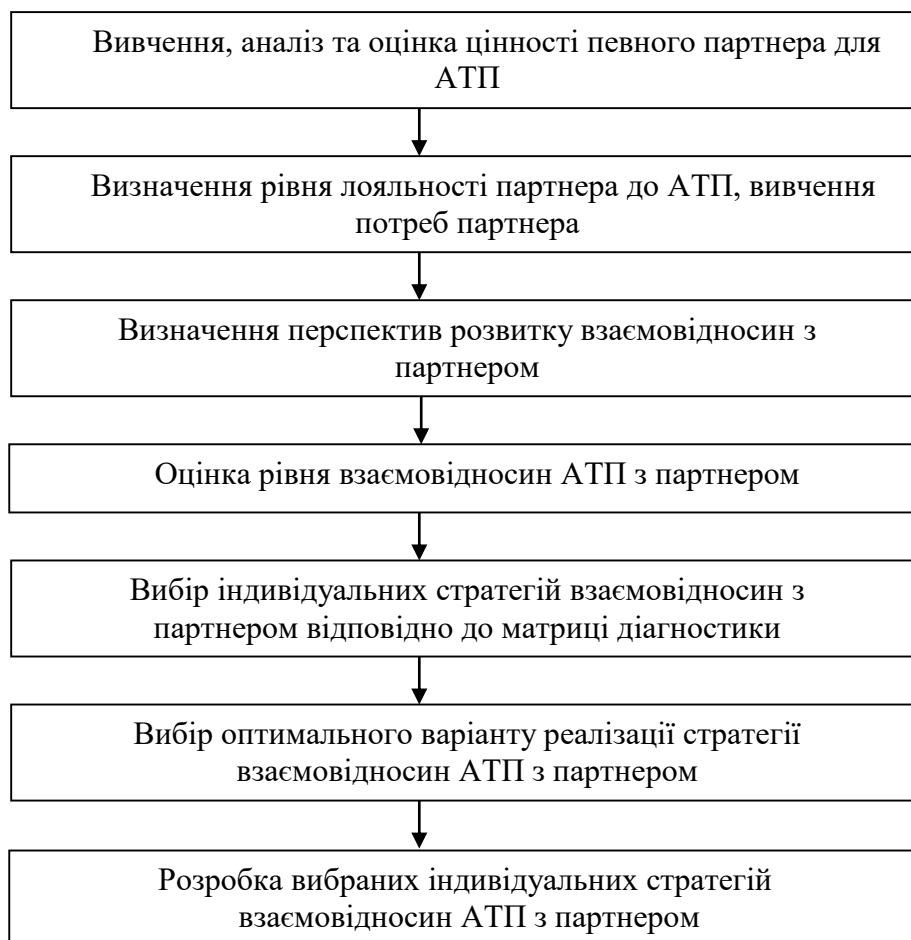 Вивчення, аналіз та оцінка цінності певного партнера для
АТП
Визначення рівня лояльності партнера до АТП, вивчення
потреб партнера
Визначення перспектив розвитку взаємовідносин з
партнером
Оцінка рівня взаємовідносин АТП з партнером
Вибір індивідуальних стратегій взаємовідносин з
партнером відповідно до матриці діагностики
Вибір оптимального варіанту реалізації стратегії
взаємовідносин АТП з партнером
Розробка вибраних індивідуальних стратегій
взаємовідносин АТП з партнером